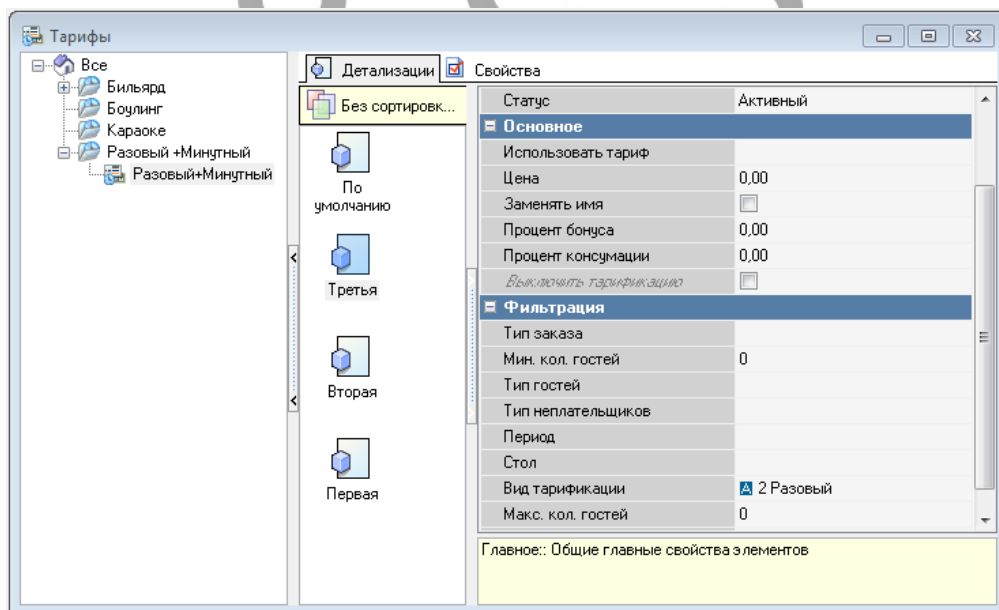 Тарифы
Все
Бильярд
Боулинг
Караоке
Разовый +Минутный
Разовый+Минутный
Детализации
Свойства
Без сортировк...
По умолчанию
Третья
Вторая
Первая
Статус Активный
Основное
Использовать тариф
Цена 0,00
Заменять имя
Процент бонуса 0,00
Процент консумации 0,00
Выключить тарификацию
Фильтрация
Тип заказа
Мин. кол. гостей 0
Тип гостей
Тип неплательщиков
Период
Стол
Вид тарификации A 2 Разовый
Макс. кол. гостей 0
Главное:: Общие главные свойства элементов